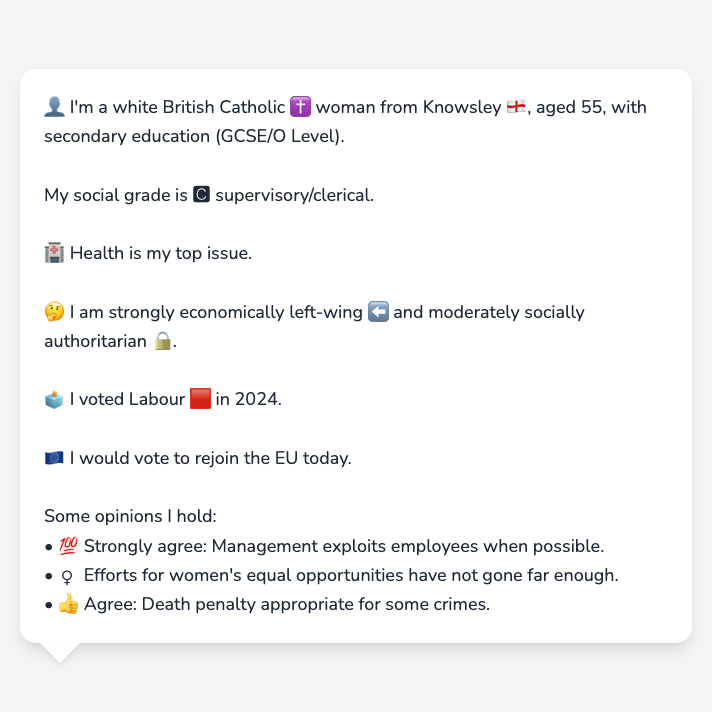 👤 I'm a white British Catholic ✝️ woman from Knowsley 🏴󠁧󠁢󠁥󠁮󠁧󠁿, aged 55, with
secondary education (GCSE/O Level).
My social grade is 🅲 supervisory/clerical.
🏥 Health is my top issue.
🤔 I am strongly economically left-wing ⬅️ and moderately socially
authoritarian 🔒.
🗳️ I voted Labour 🟥 in 2024.
🇪🇺 I would vote to rejoin the EU today.
Some opinions I hold:
• 💯 Strongly agree: Management exploits employees when possible.
• ♀ Efforts for women's equal opportunities have not gone far enough.
• 👍 Agree: Death penalty appropriate for some crimes.